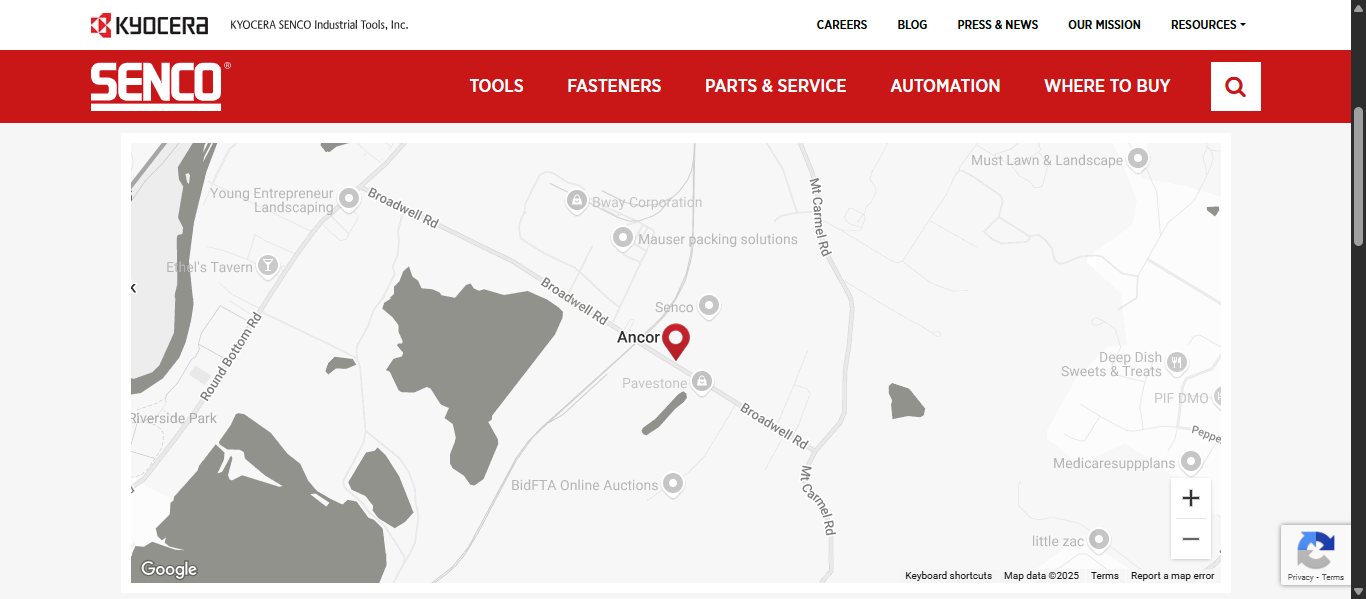 KYOCERA
KYOCERA SENCO Industrial Tools, Inc.
CAREERS
BLOG
PRESS & NEWS
OUR MISSION
RESOURCES
SENCO®
TOOLS
FASTENERS
PARTS & SERVICE
AUTOMATION
WHERE TO BUY
Must Lawn & Landscape
Young Entrepreneur
Landscaping
Broadwell Rd
Bway Corporation
Mt Carmel Rd
Mauser packing solutions
Ethel's Tavern
k
Broadwell Rd
Senco
Round Bottom Rd
Ancor
Deep Dish
Sweets & Treats
Pavestone
PIF DMO
Riverside Park
Broadwell Rd
Peppe
Medicaresuppplans
Mt Carmel Rd
BidFTA Online Auctions
little zac
Google
Keyboard shortcuts
Map data ©2025
Terms
Report a map error
Privacy - Terms